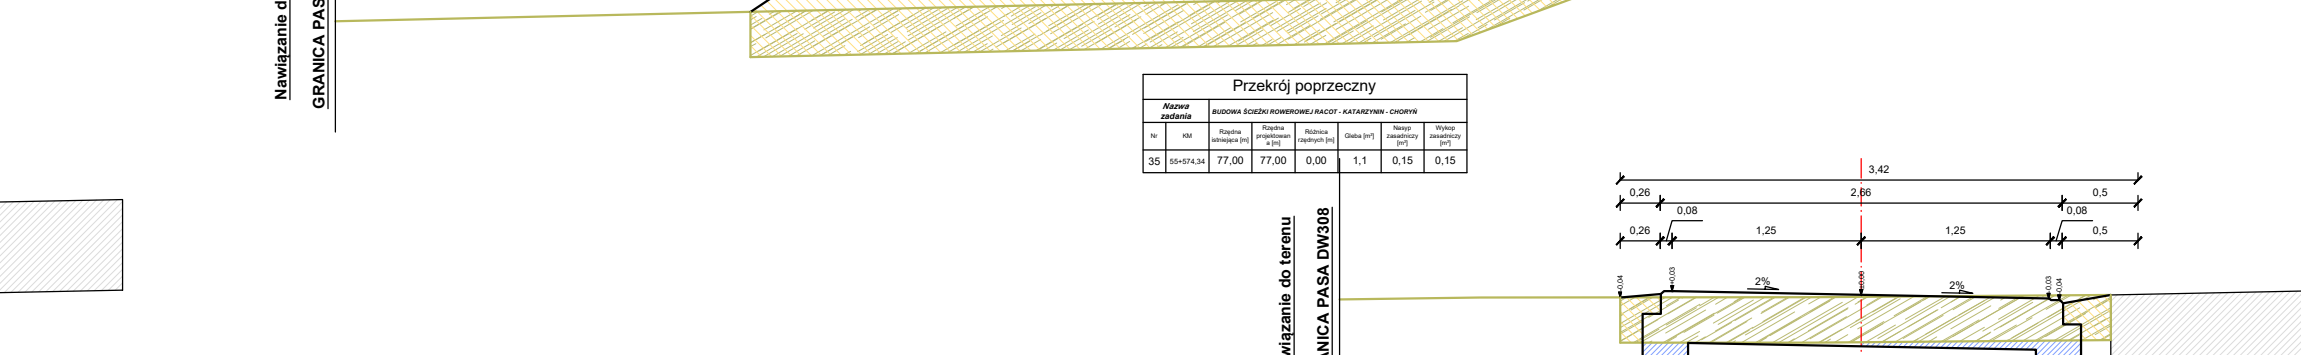 Nawiązanie d
GRANICA PAS
Przekrój poprzeczny
Nazwa zadania
BUDOWA ŚCIEŻKI ROWEROWEJ RACOT - KATARZYNIN - CHORYŃ
Nr KM Rzędna istniejąca [m] Rzędna projektowana [m] Różnica rzędnych [m] Gleba [m²] Nasyp zasadniczy [m²] Wykop zasadniczy [m²]
35 55+574,34 77,00 77,00 0,00 1,1 0,15 0,15
wiązanie do terenu
ANICA PASA DW308
3,42
0,26 2,66 0,5
0,08 0,08
0,26 1,25 1,25 0,5
-0,04 +0,03 ±0,00 -0,03 -0,04
2% 2%